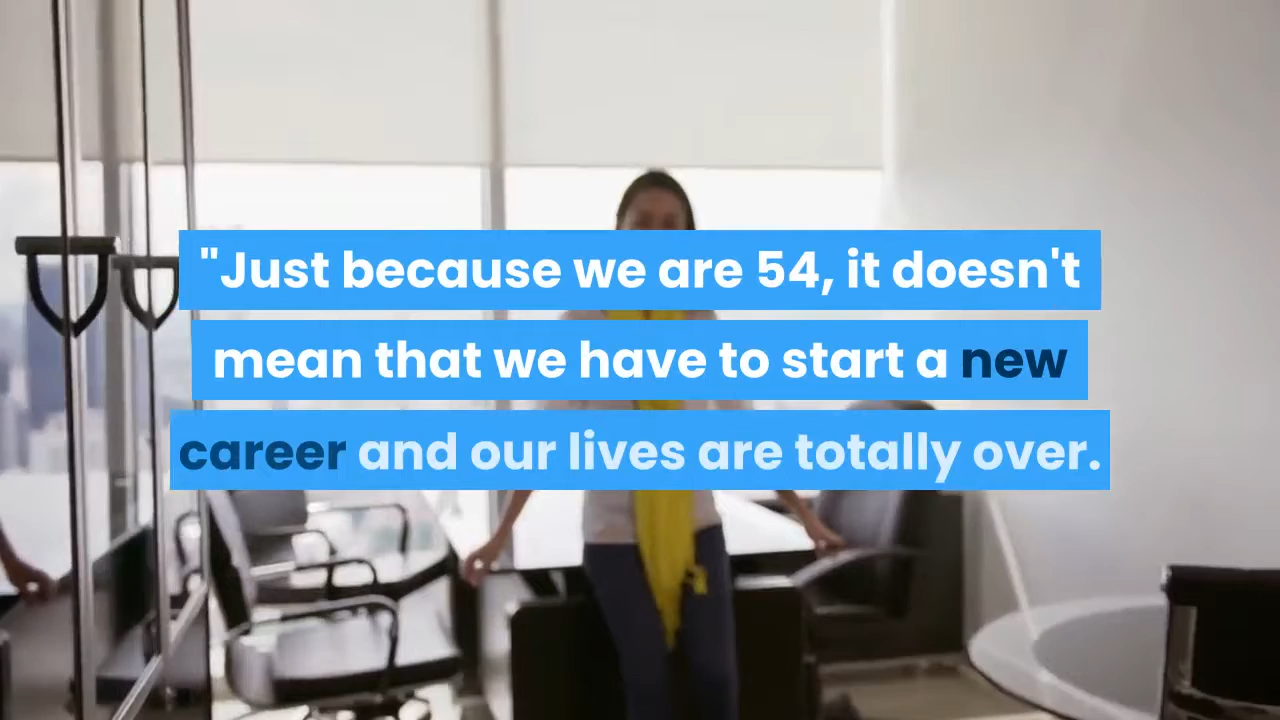 "Just because we are 54, it doesn't
mean that we have to start a new
career and our lives are totally over.